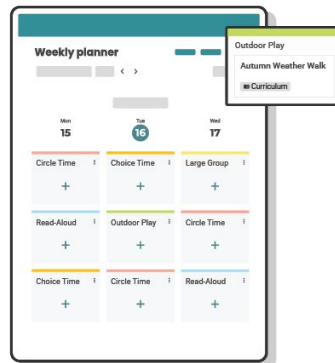 Weekly planner
Outdoor Play
Autumn Weather Walk
Curriculum
Mon
15
Tue
16
Wed
17
Circle Time
Choice Time
Large Group
Read-Aloud
Outdoor Play
Circle Time
Choice Time
Circle Time
Read-Aloud